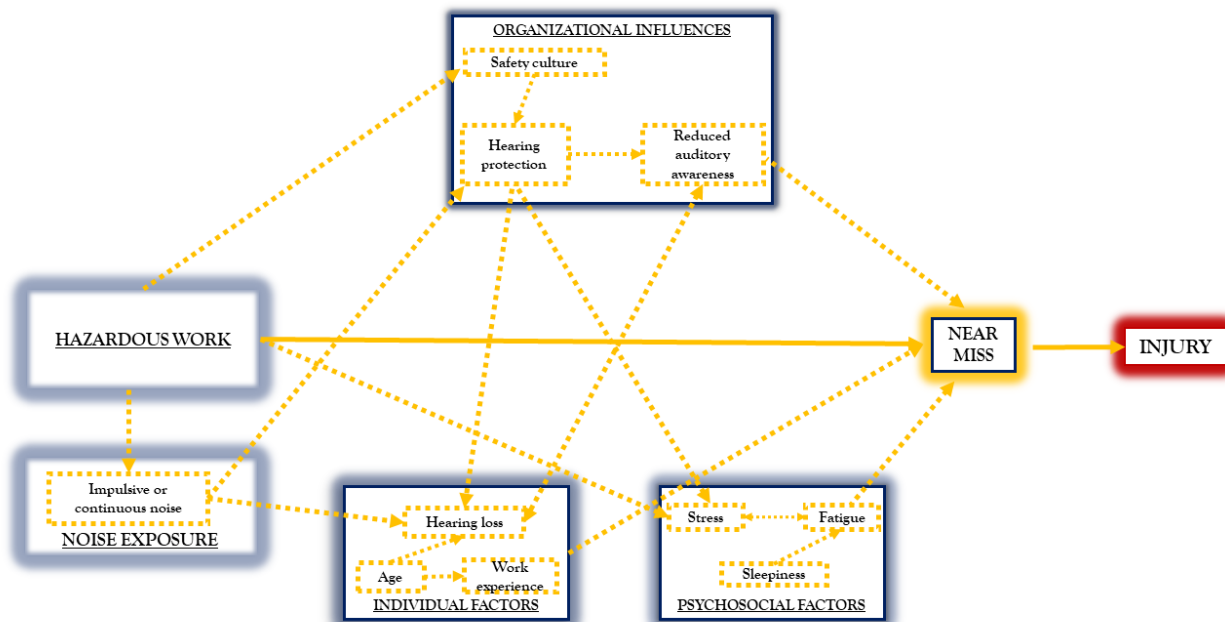 ORGANIZATIONAL INFLUENCES
Safety culture
Hearing
protection
Reduced
auditory
awareness
HAZARDOUS WORK
NEAR
MISS
INJURY
Impulsive or
continuous noise
NOISE EXPOSURE
Hearing loss
Age
Work
experience
INDIVIDUAL FACTORS
Stress
Fatigue
Sleepiness
PSYCHOSOCIAL FACTORS